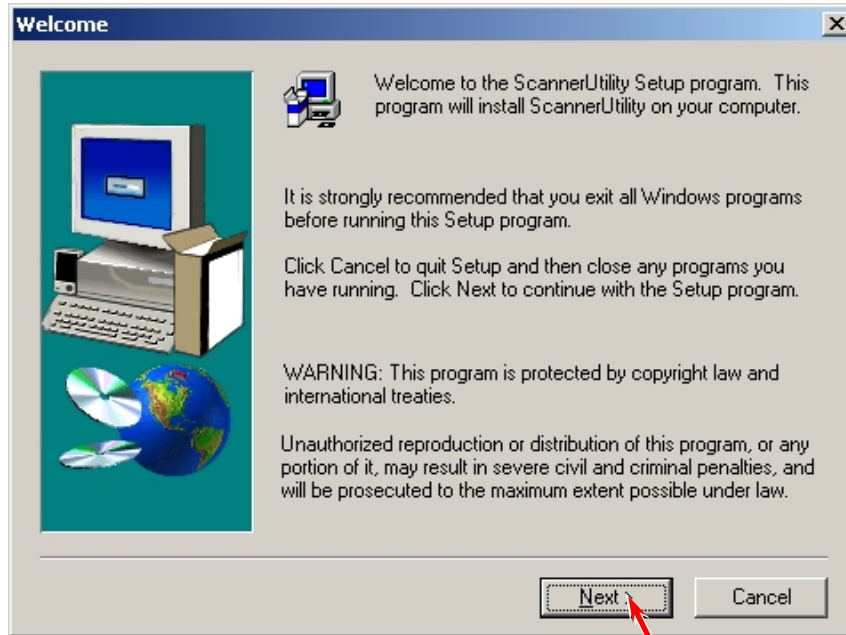 Welcome
Welcome to the ScannerUtility Setup program. This
program will install ScannerUtility on your computer.
It is strongly recommended that you exit all Windows programs
before running this Setup program.
Click Cancel to quit Setup and then close any programs you
have running. Click Next to continue with the Setup program.
WARNING: This program is protected by copyright law and
international treaties.
Unauthorized reproduction or distribution of this program, or any
portion of it, may result in severe civil and criminal penalties, and
will be prosecuted to the maximum extent possible under law.
Next >
Cancel